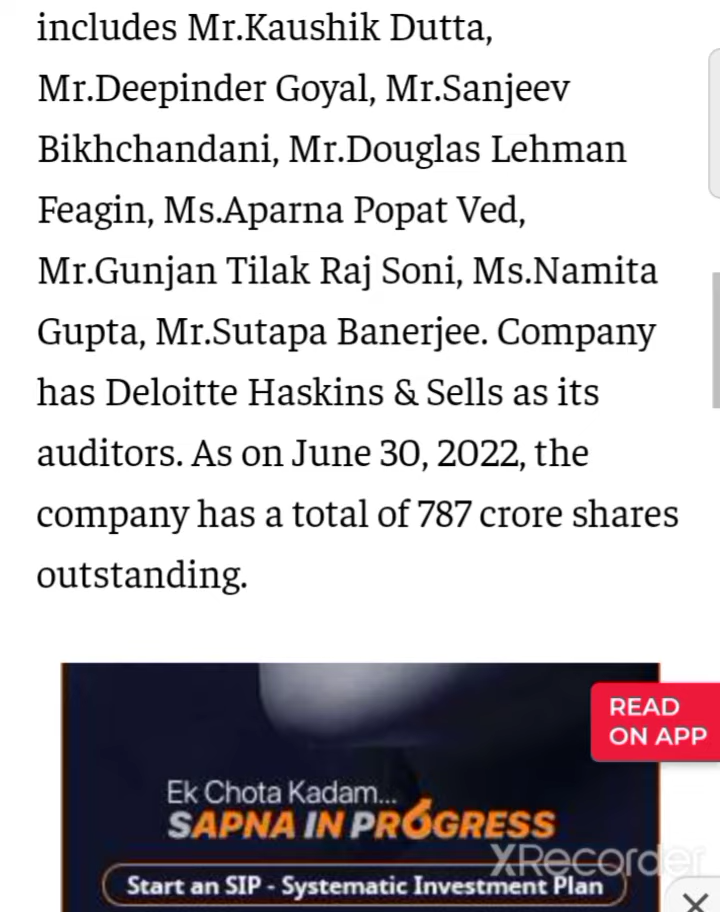 includes Mr.Kaushik Dutta,
Mr.Deepinder Goyal, Mr.Sanjeev
Bikhchandani, Mr.Douglas Lehman
Feagin, Ms.Aparna Popat Ved,
Mr.Gunjan Tilak Raj Soni, Ms.Namita
Gupta, Mr.Sutapa Banerjee. Company
has Deloitte Haskins & Sells as its
auditors. As on June 30, 2022, the
company has a total of 787 crore shares
outstanding.
READ
ON APP
Ek Chota Kadam...
SAPNA IN PROGRESS
XRecorder
Start an SIP - Systematic Investment Plan